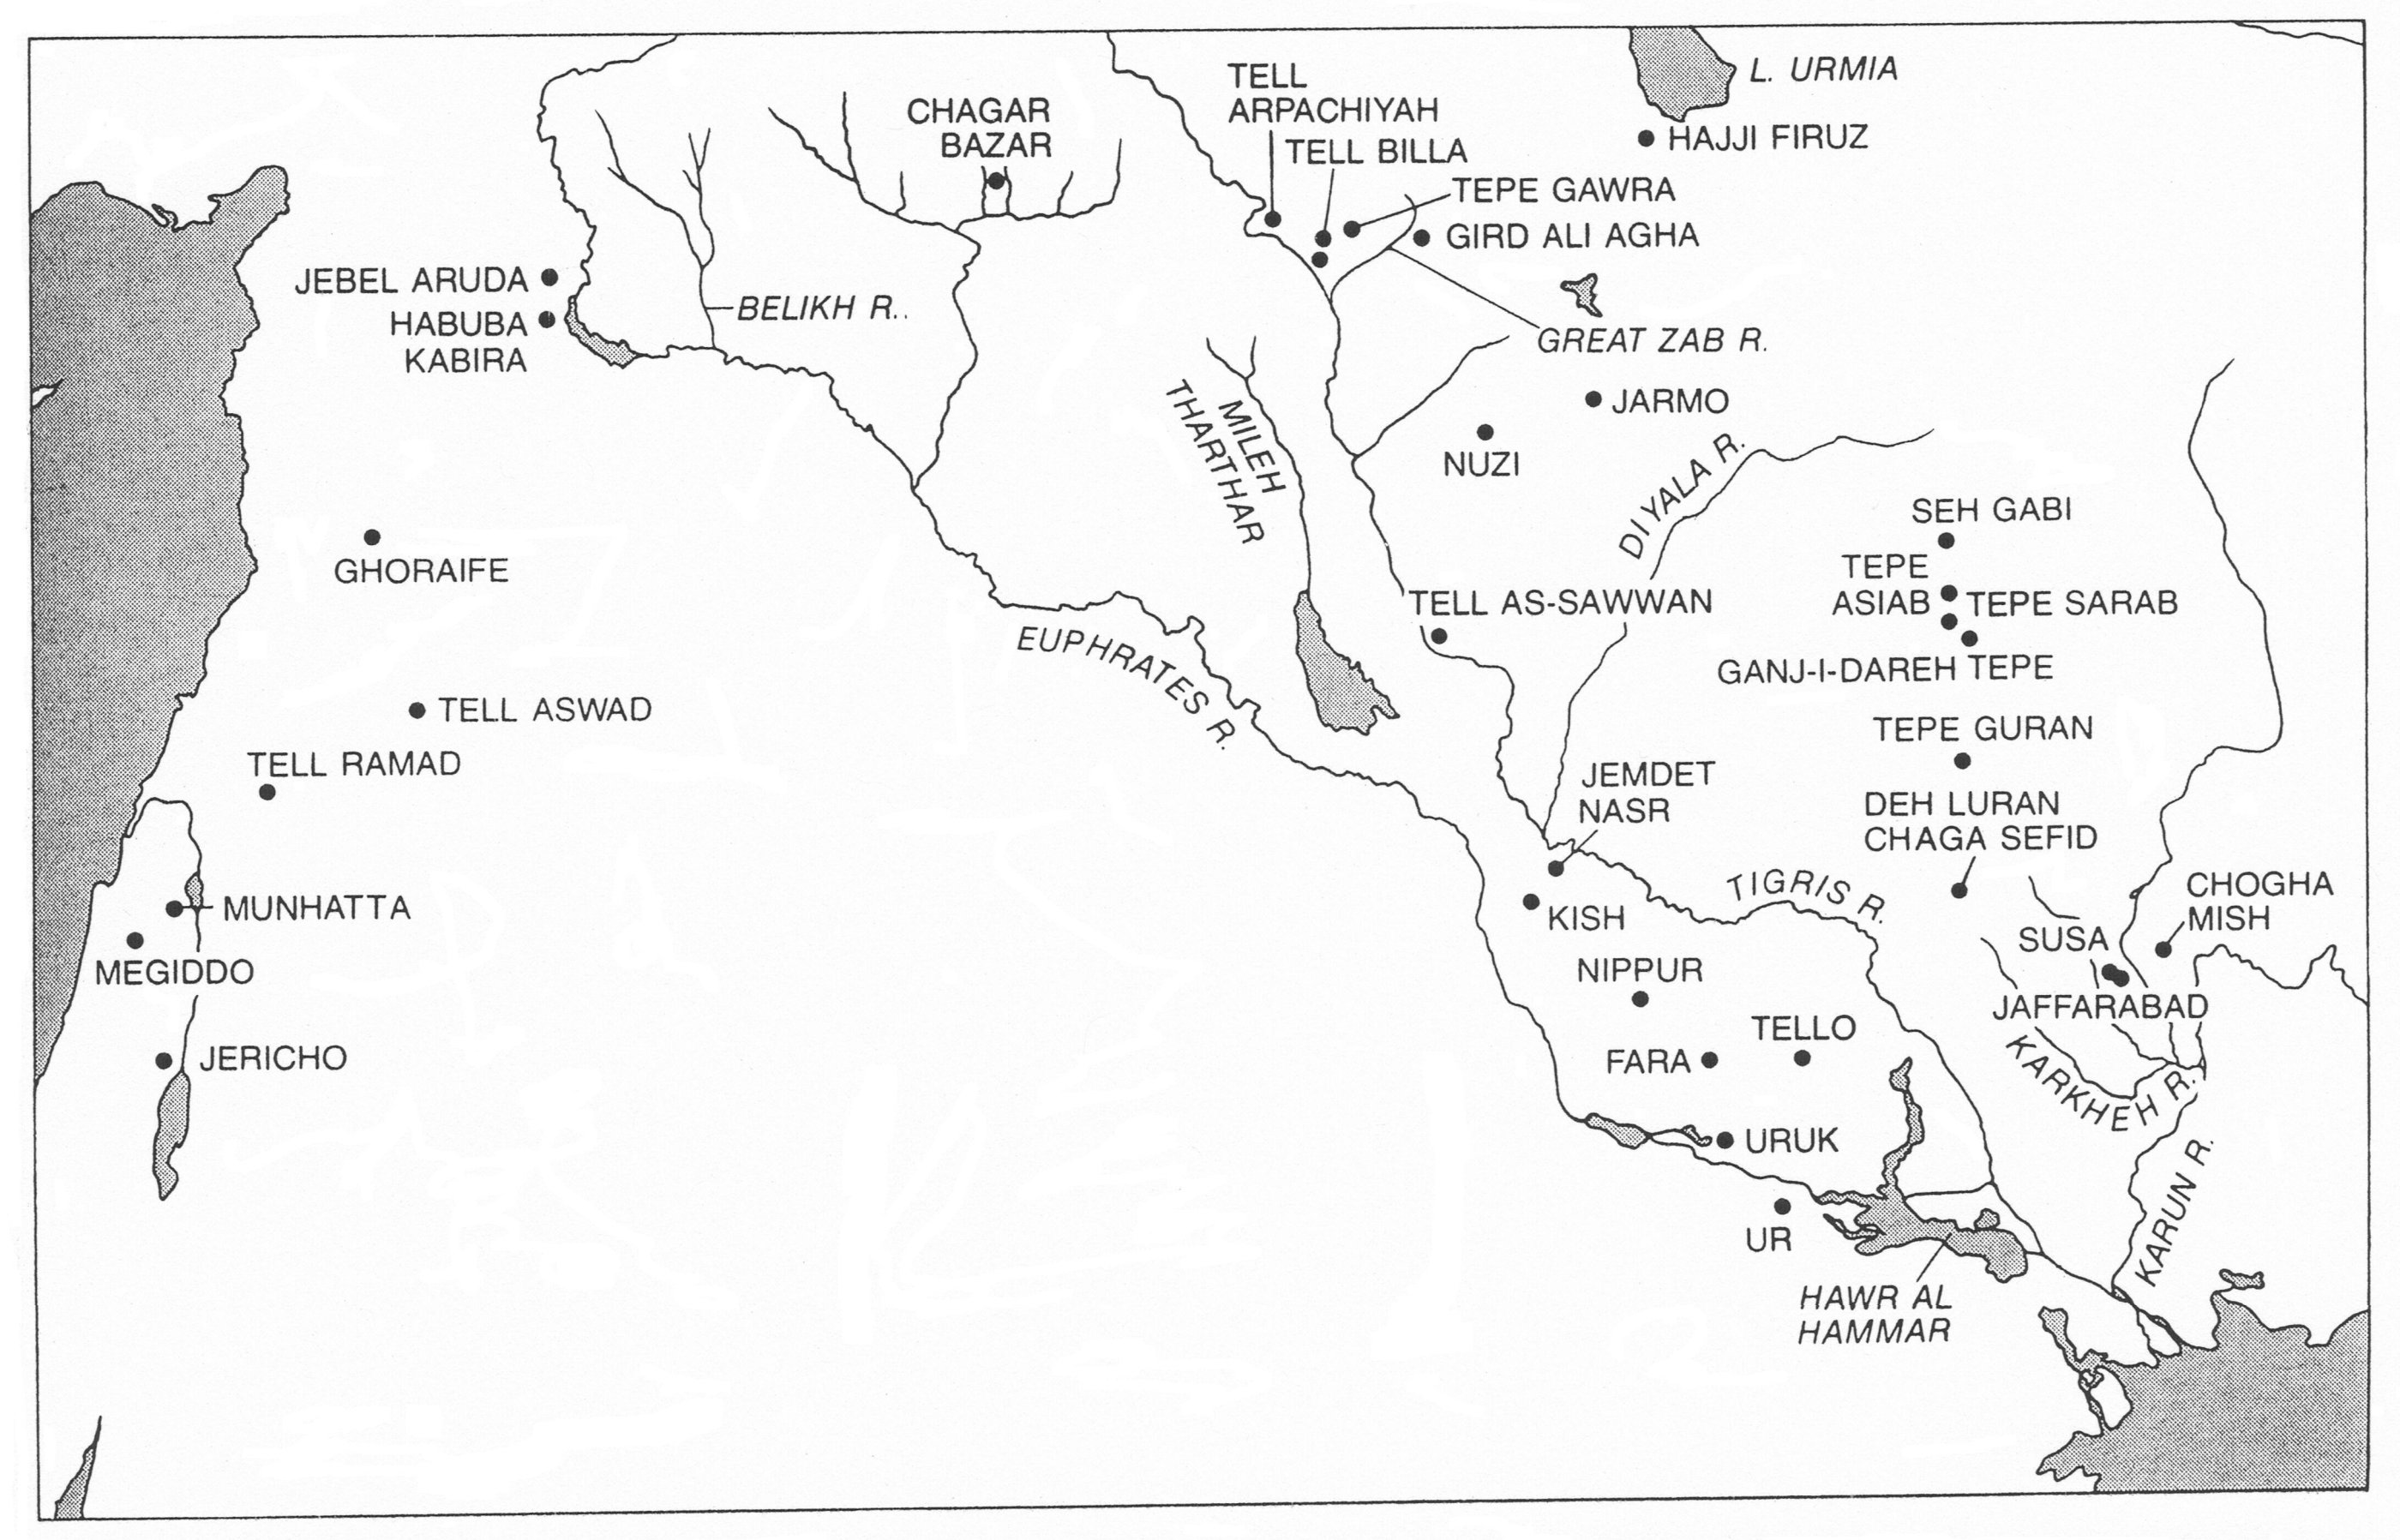 L. URMIA
TELL
ARPACHIYAH
CHAGAR
BAZAR
HAJJI FIRUZ
TELL BILLA
TEPE GAWRA
GIRD ALI AGHA
JEBEL ARUDA
HABUBA
KABIRA
BELIKH R..
GREAT ZAB R.
MILEH
THARTHAR
JARMO
NUZI
DIYALA R.
SEH GABI
GHORAIFE
TEPE
ASIAB
TEPE SARAB
TELL AS-SAWWAN
EUPHRATES R.
GANJ-I-DAREH TEPE
TELL ASWAD
TEPE GURAN
TELL RAMAD
JEMDET
NASR
DEH LURAN
CHAGA SEFID
TIGRIS R.
CHOGHA
MISH
MUNHATTA
KISH
SUSA
MEGIDDO
NIPPUR
JAFFARABAD
TELLO
JERICHO
FARA
KARKHEH R.
URUK
KARUN R.
UR
HAWR AL
HAMMAR